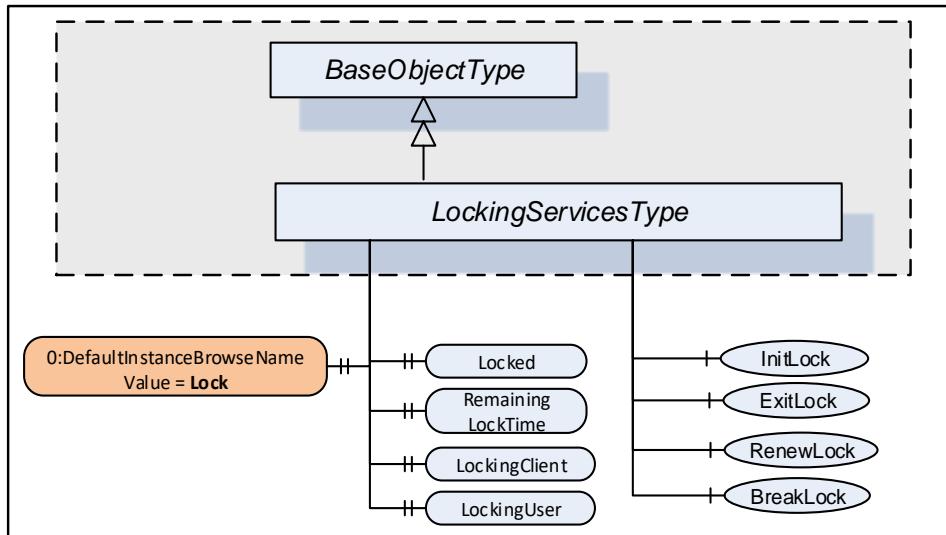 BaseObjectType
LockingServicesType
0:DefaultInstanceBrowseName
Value = Lock
Locked
Remaining
LockTime
LockingClient
LockingUser
InitLock
ExitLock
RenewLock
BreakLock